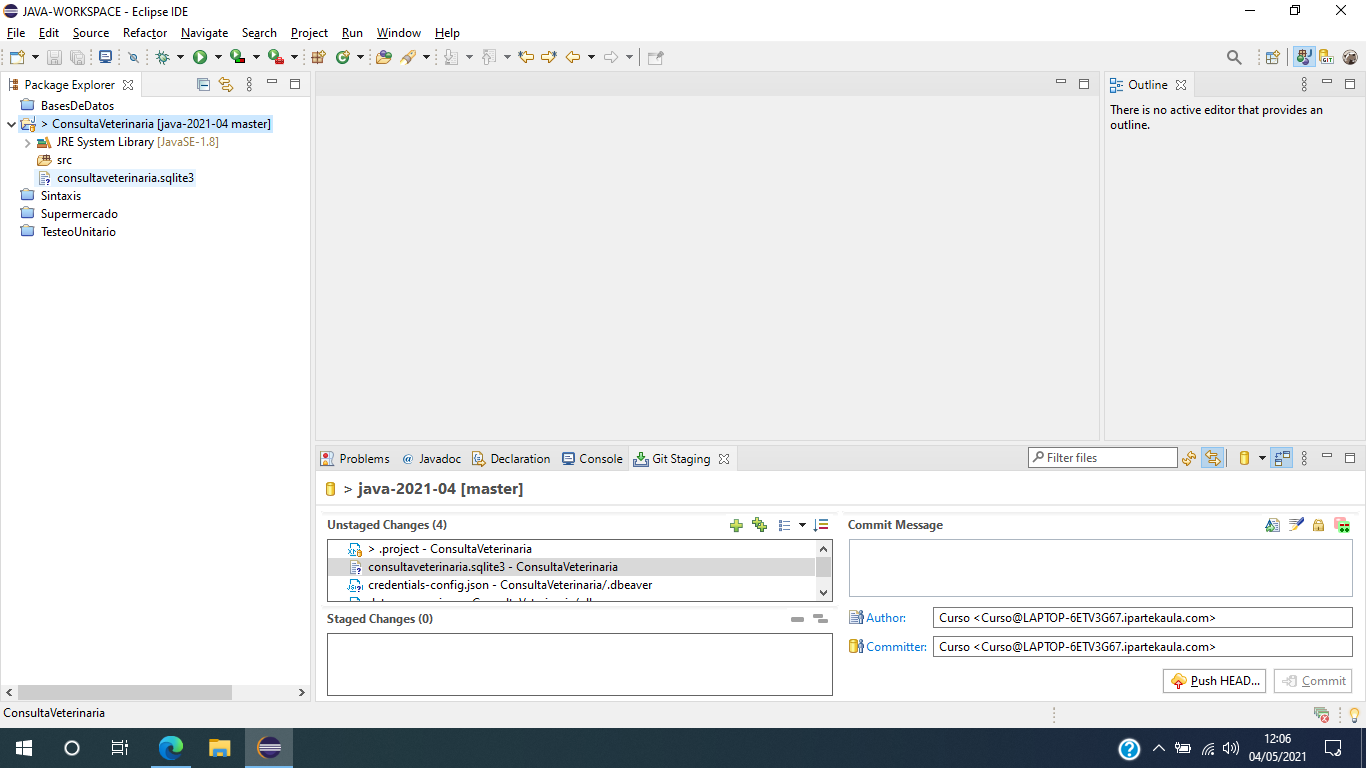 JAVA-WORKSPACE - Eclipse IDE
File Edit Source Refactor Navigate Search Project Run Window Help
Package Explorer
BasesDeDatos
> ConsultaVeterinaria [java-2021-04 master]
JRE System Library [JavaSE-1.8]
src
consultaveterinaria.sqlite3
Sintaxis
Supermercado
TesteoUnitario
Outline
There is no active editor that provides an
outline.
Problems @ Javadoc Declaration Console Git Staging
Filter files
> java-2021-04 [master]
Unstaged Changes (4)
> .project - ConsultaVeterinaria
consultaveterinaria.sqlite3 - ConsultaVeterinaria
credentials-config.json - ConsultaVeterinaria/.dbeaver
Staged Changes (0)
Commit Message
Author: Curso <Curso@LAPTOP-6ETV3G67.ipartekaula.com>
Committer: Curso <Curso@LAPTOP-6ETV3G67.ipartekaula.com>
Push HEAD... Commit
ConsultaVeterinaria
12:06
04/05/2021